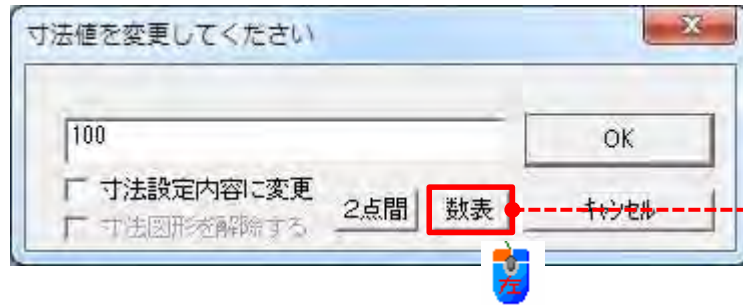 寸法値を変更してください
100
OK
寸法設定内容に変更
寸法図形を解除する
2点間
数表
キャンセル
左